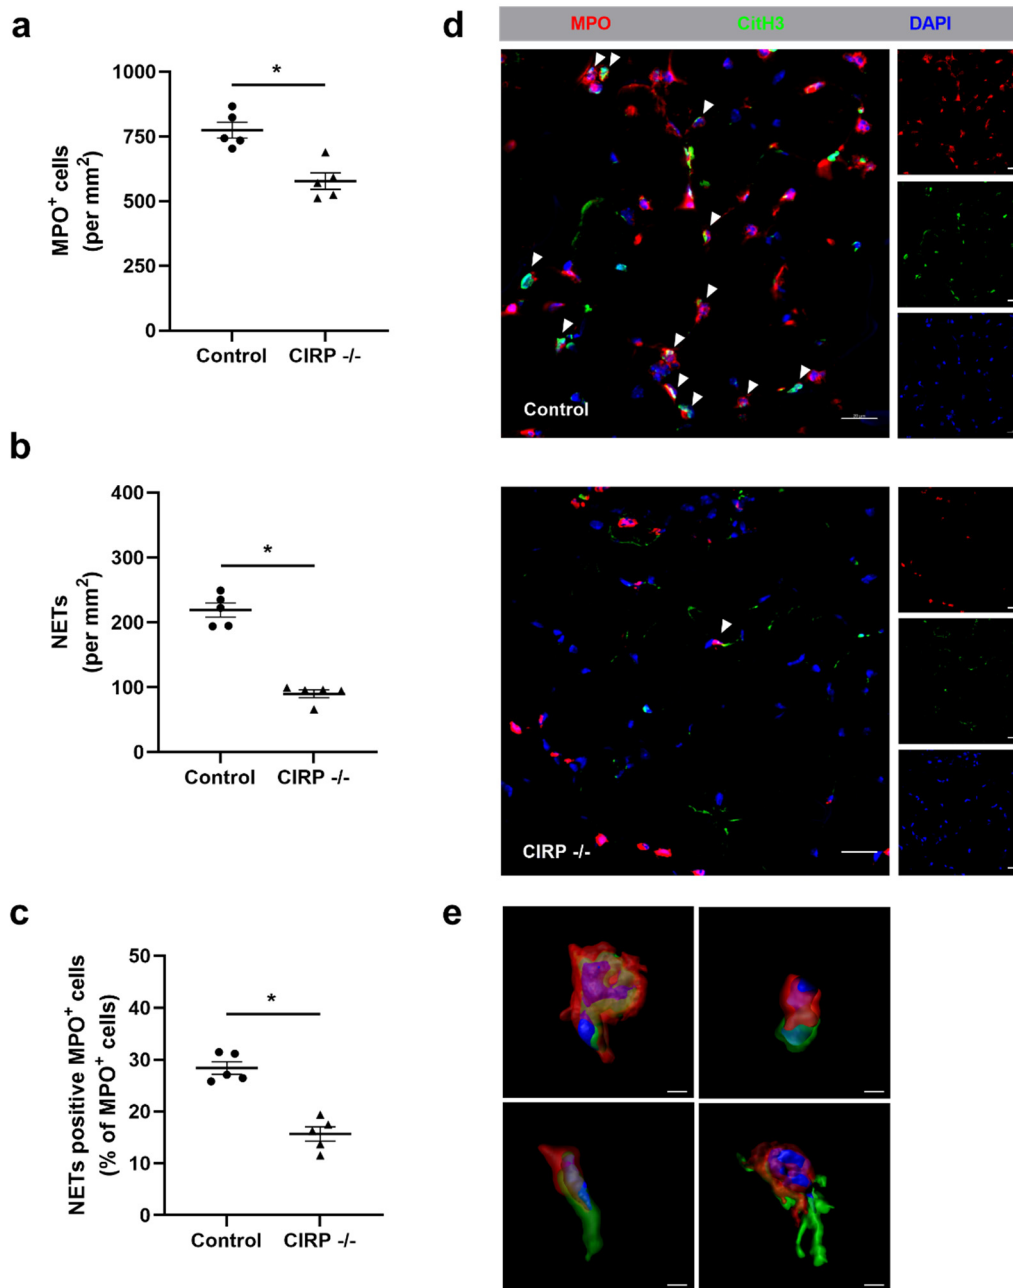 a
MPO+ cells
(per mm2)
1000
750
500
250
0
*
Control
CIRP -/-
b
NETs
(per mm2)
400
300
200
100
0
*
Control
CIRP -/-
c
NETs positive MPO+ cells
(% of MPO+ cells)
50
40
30
20
10
0
*
Control
CIRP -/-
d
MPO
CitH3
DAPI
Control
CIRP -/-
e